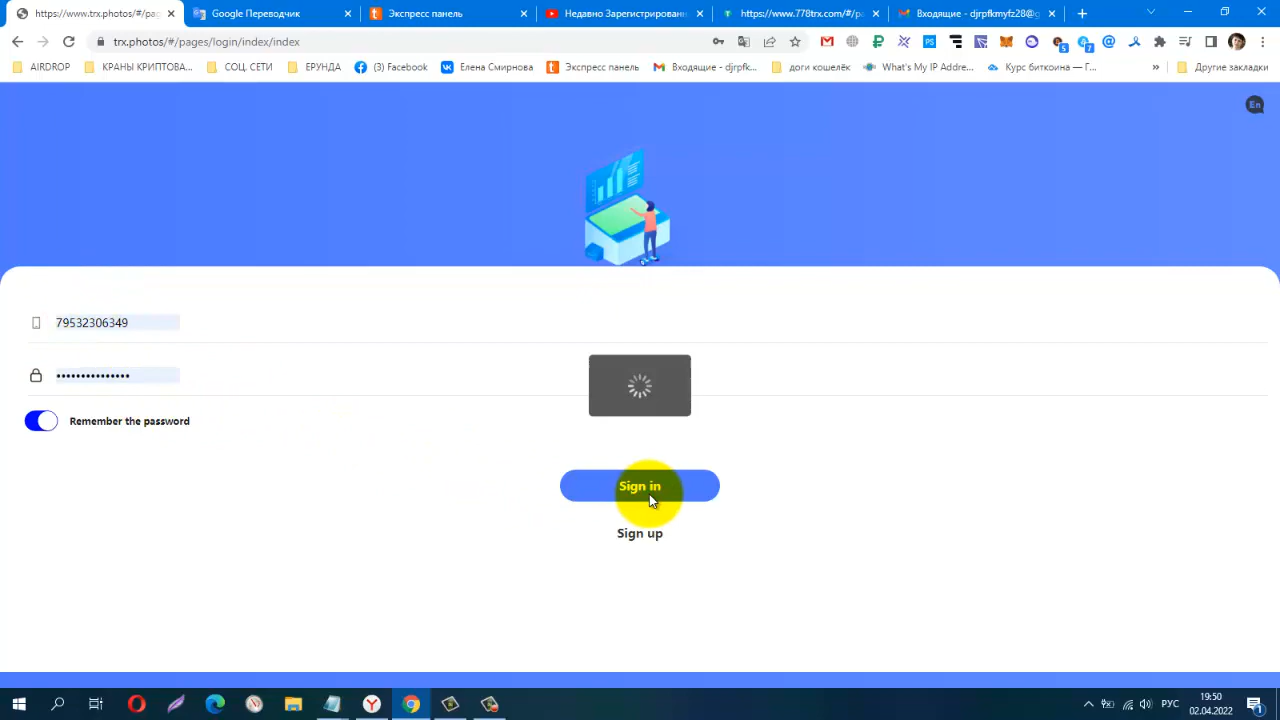 https://www.trx.photos/#/pag
Google Переводчик
Экспресс панель
Недавно Зарегистрирован
https://www.778trx.com/#/p
Входящие - djrpfkmyfz28@g
trx.photos/#/pages/login/index/index
AIRDROP
КРАНЫ КРИПТОВА...
СОЦ. СЕТИ
ЕРУНДА
(3) Facebook
Елена Смирнова
Экспресс панель
Входящие - djrpfk...
доги кошелёк
What's My IP Addre...
Курс биткоина — Г...
»
Другие закладки
En
79532306349
•••••••••••••••
Remember the password
Sign in
Sign up
РУС
19:50
02.04.2022